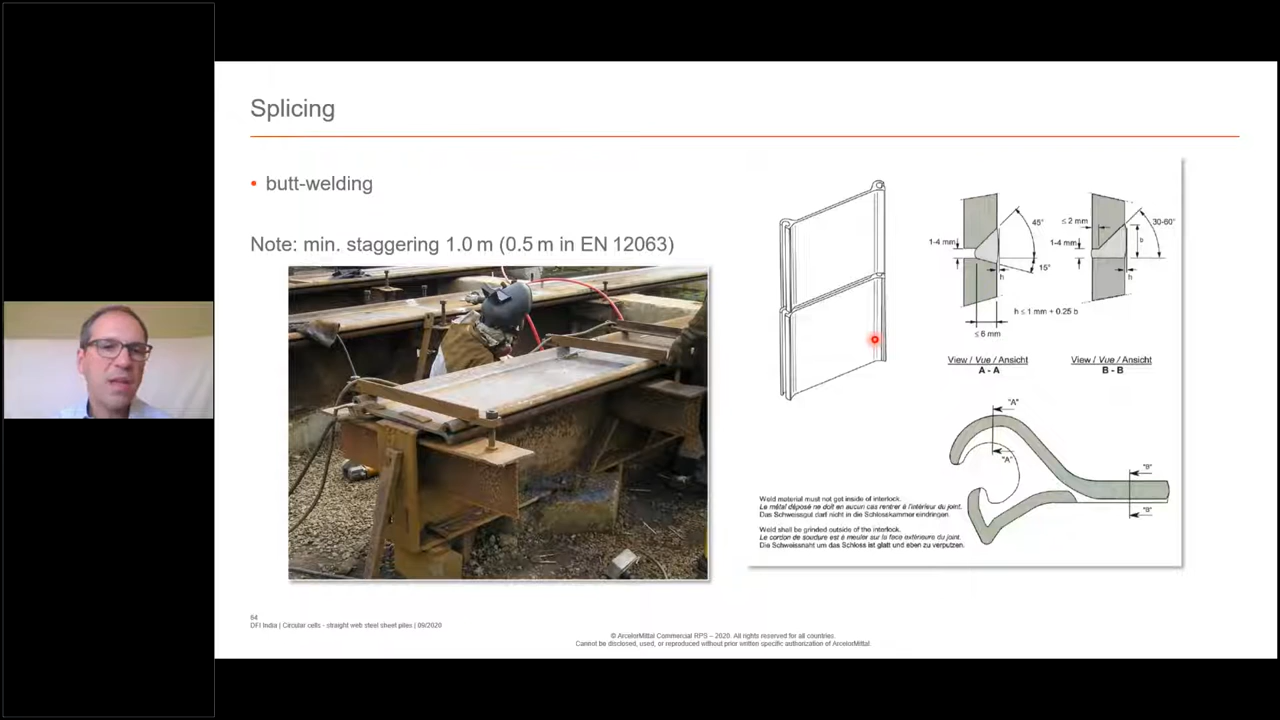 Splicing
• butt-welding
Note: min. staggering 1.0 m (0.5 m in EN 12063)
45°
1-4 mm
15°
h
≤ 6 mm
≤ 2 mm
30-60°
1-4 mm
b
h
h ≤ 1 mm + 0.25 b
View / Vue / Ansicht
A - A
View / Vue / Ansicht
B - B
"A"
"A"
"B"
"B"
Weld material must not get inside of interlock.
Le métal déposé ne doit en aucun cas rentrer à l'intérieur du joint.
Das Schweissgut darf nicht in die Schlosskammer eindringen.
Weld shall be grinded outside of the interlock.
Le cordon de soudure est à meuler sur la face extérieure du joint.
Die Schweissnaht um das Schloss ist glatt und eben zu verputzen.
64
DFI India | Circular cells - straight web steel sheet piles | 09/2020
© ArcelorMittal Commercial RPS – 2020. All rights reserved for all countries.
Cannot be disclosed, used, or reproduced without prior written specific authorization of ArcelorMittal.